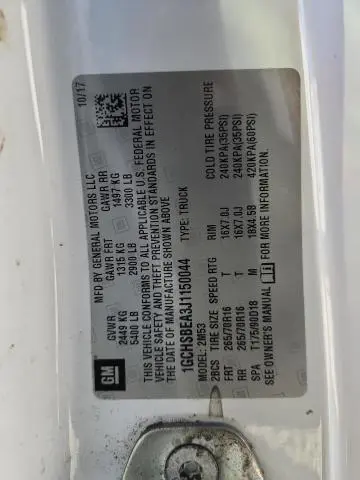 GM
MFD BY GENERAL MOTORS LLC
10/17
GVWR GAWR FRT GAWR RR
2449 KG 1315 KG 1497 KG
5400 LB 2900 LB 3300 LB
THIS VEHICLE CONFORMS TO ALL APPLICABLE U.S. FEDERAL MOTOR
VEHICLE SAFETY AND THEFT PREVENTION STANDARDS IN EFFECT ON
THE DATE OF MANUFACTURE SHOWN ABOVE
1GCHSBEA3J1150044 TYPE: TRUCK
MODEL: 2M53
2BCS TIRE SIZE SPEED RTG RIM COLD TIRE PRESSURE
FRT 265/70R16 T 16X7.0J 240KPA(35PSI)
RR 265/70R16 T 16X7.0J 240KPA(35PSI)
SPA T175/90D18 M 18X4.5B 420KPA(60PSI)
SEE OWNER'S MANUAL FOR MORE INFORMATION.